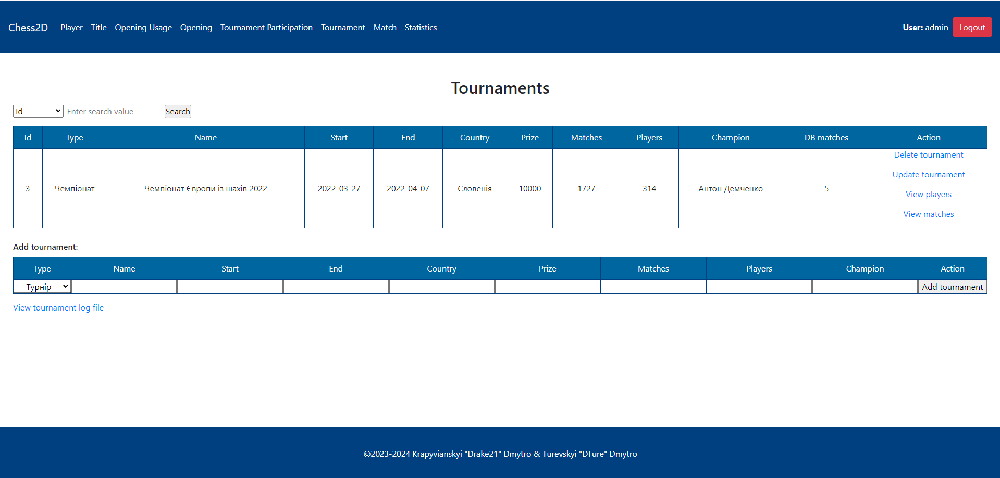 Chess2D Player Title Opening Usage Opening Tournament Participation Tournament Match Statistics User: admin Logout
Tournaments
Id Enter search value Search
Id Type Name Start End Country Prize Matches Players Champion DB matches Action
3 Чемпіонат Чемпіонат Європи із шахів 2022 2022-03-27 2022-04-07 Словенія 10000 1727 314 Антон Демченко 5
Delete tournament
Update tournament
View players
View matches
Add tournament:
Type Name Start End Country Prize Matches Players Champion Action
Турнір Add tournament
View tournament log file
©2023-2024 Krapyvianskyi "Drake21" Dmytro & Turevskyi "DTure" Dmytro